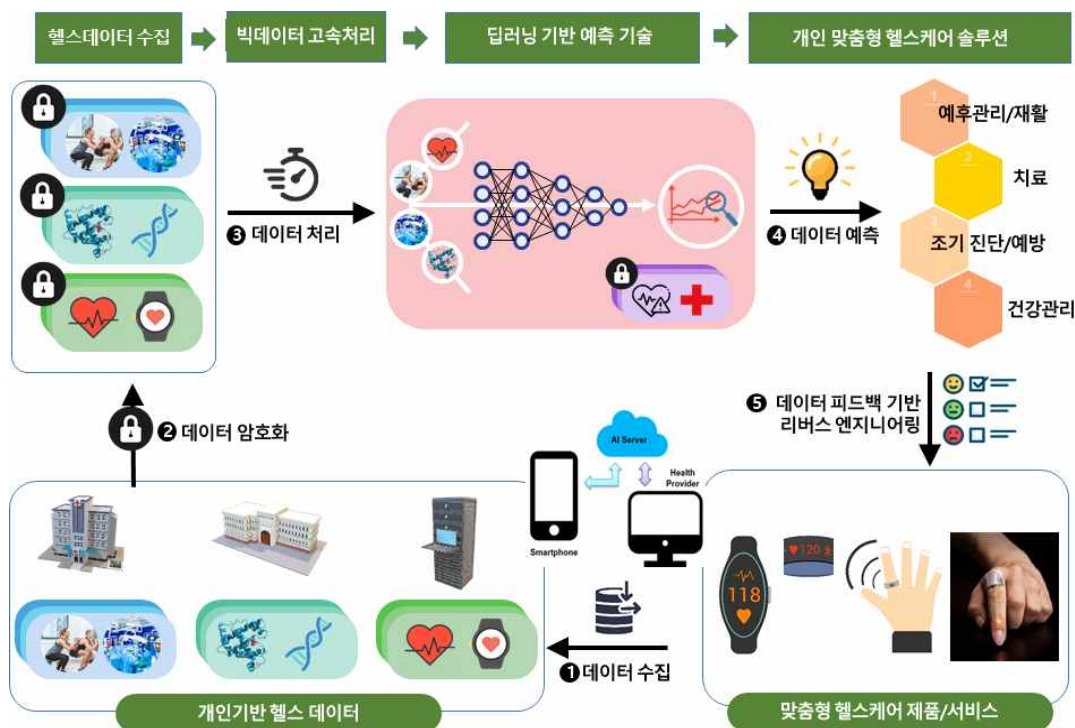 헬스데이터 수집
빅데이터 고속처리
딥러닝 기반 예측 기술
개인 맞춤형 헬스케어 솔루션
1
예후관리/재활
2
치료
3
조기 진단/예방
4
건강관리
❸ 데이터 처리
❹ 데이터 예측
❺ 데이터 피드백 기반
리버스 엔지니어링
❷ 데이터 암호화
AI Server
Health
Provider
Smartphone
120
118
❶ 데이터 수집
개인기반 헬스 데이터
맞춤형 헬스케어 제품/서비스